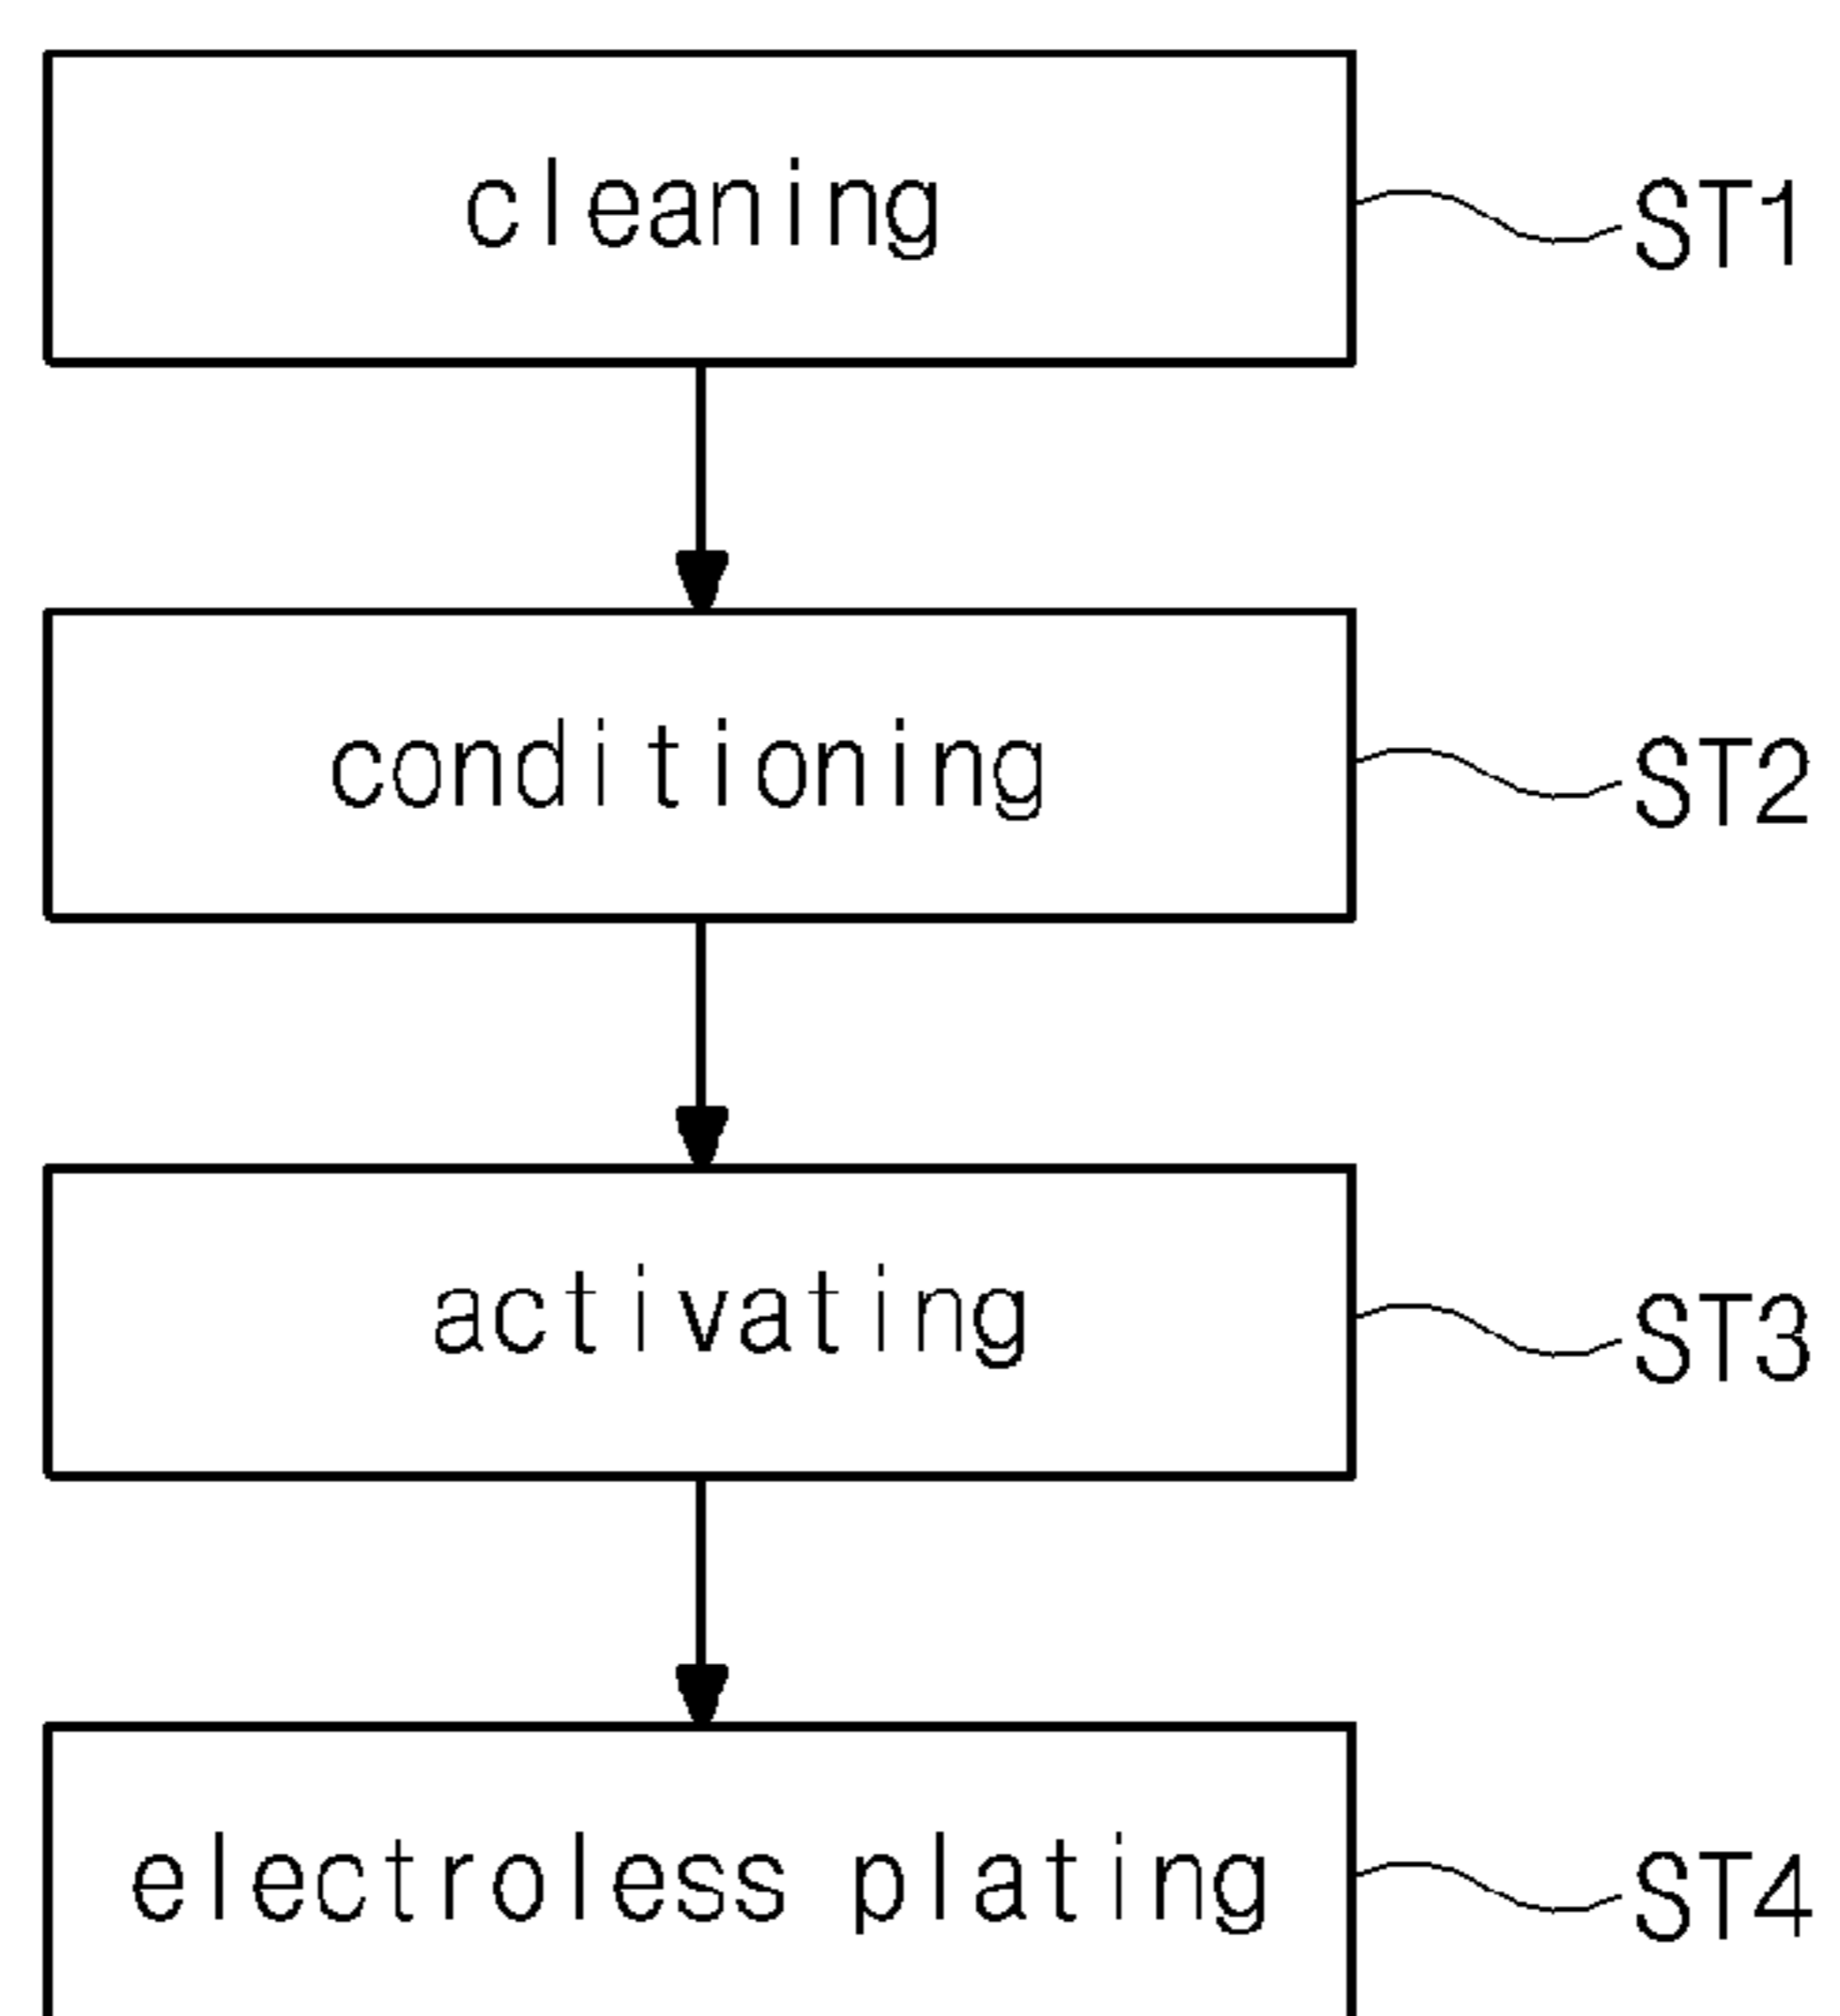 cleaning
ST1
conditioning
ST2
activating
ST3
electroless plating
ST4